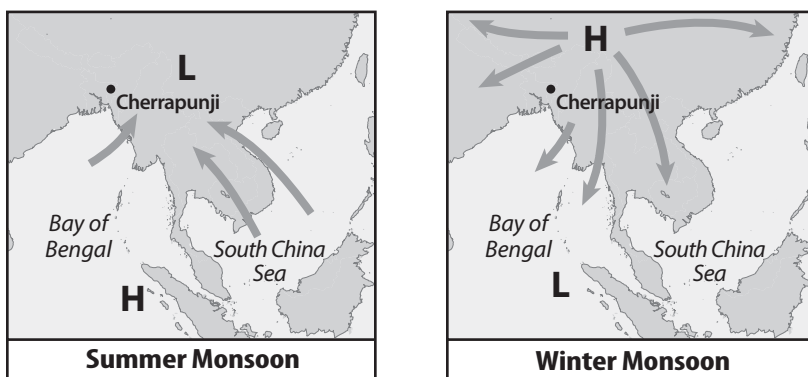 L
Cherrapunji
Bay of
Bengal
South China
Sea
H
Summer Monsoon
H
Cherrapunji
Bay of
Bengal
South China
Sea
L
Winter Monsoon